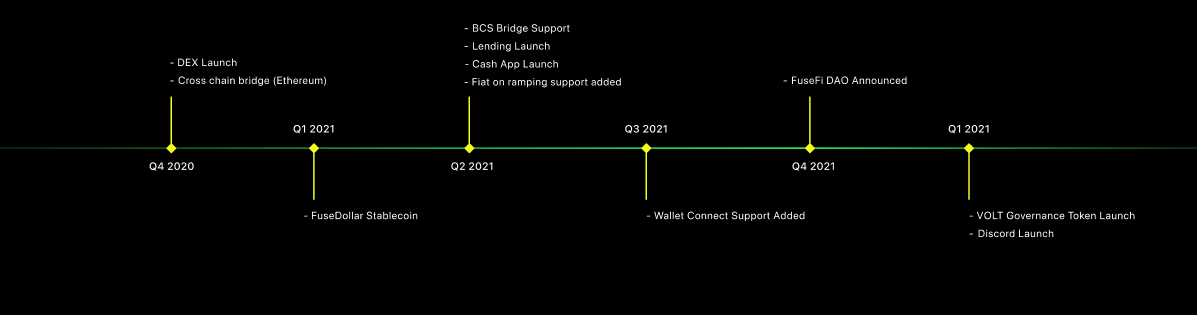 - DEX Launch
- Cross chain bridge (Ethereum)
Q4 2020
Q1 2021
- FuseDollar Stablecoin
- BCS Bridge Support
- Lending Launch
- Cash App Launch
- Fiat on ramping support added
Q2 2021
Q3 2021
- Wallet Connect Support Added
- FuseFi DAO Announced
Q4 2021
Q1 2021
- VOLT Governance Token Launch
- Discord Launch